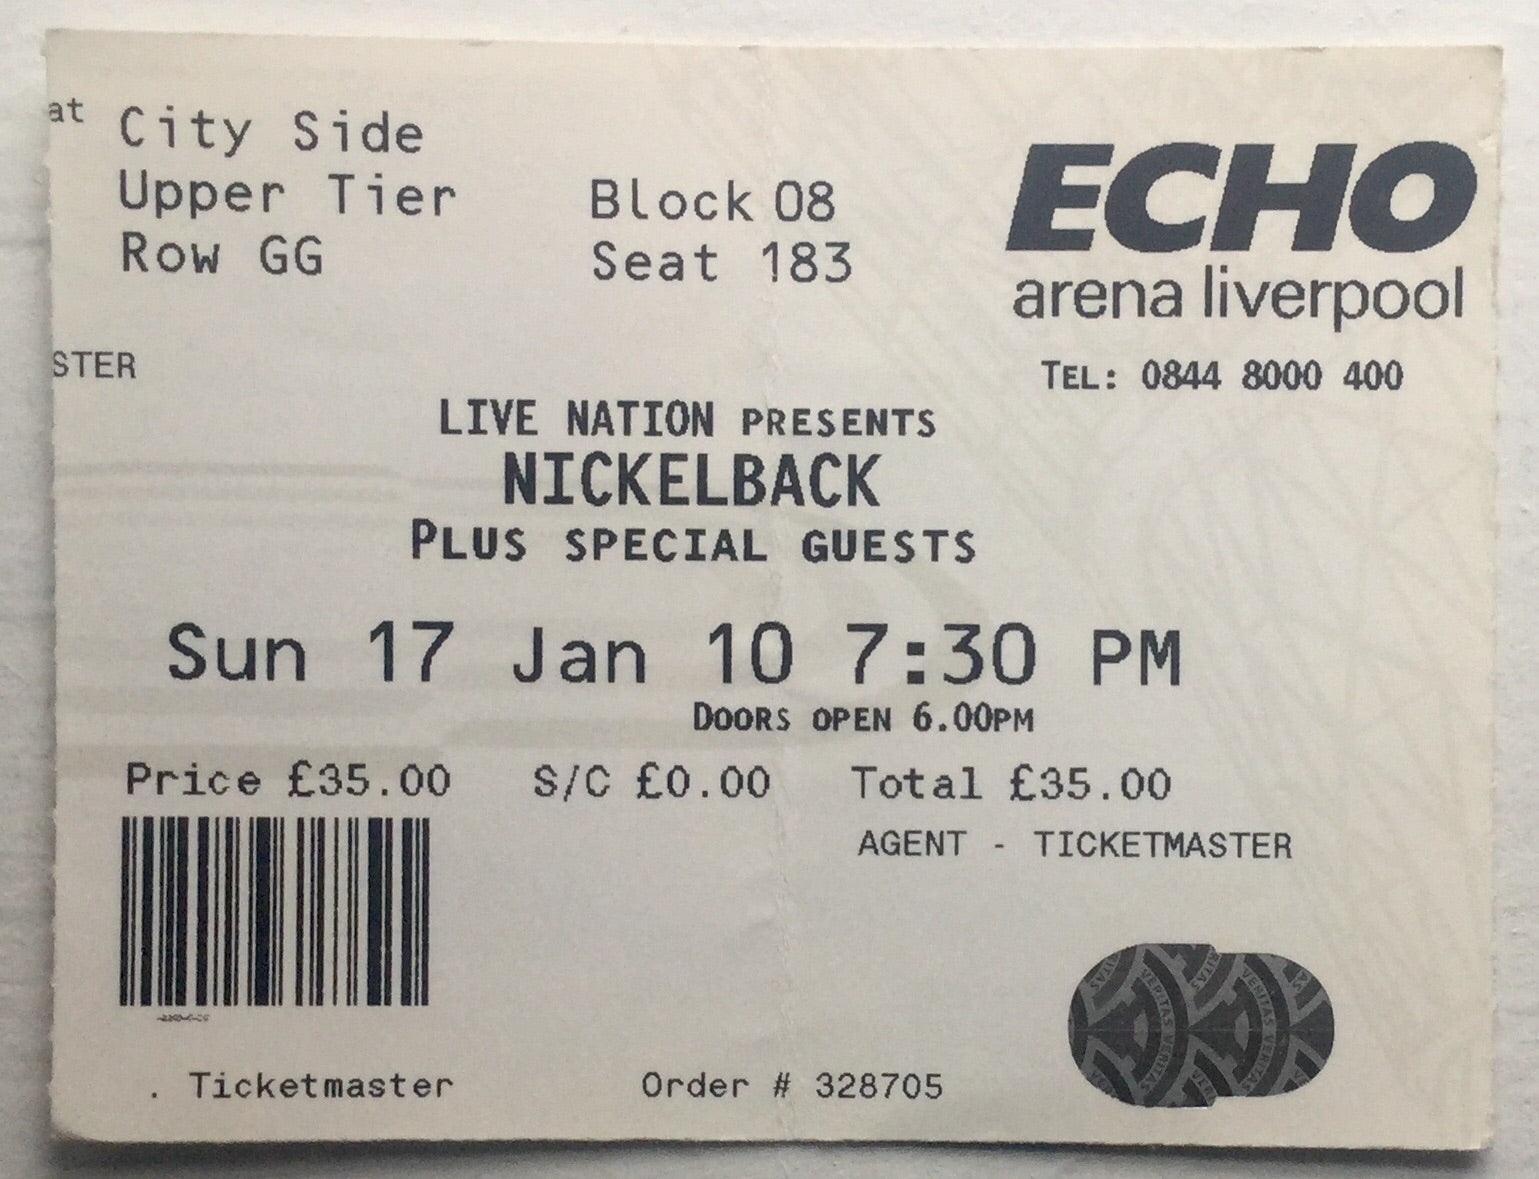 at City Side
Upper Tier Block 08
Row GG Seat 183
ECHO
arena liverpool
STER
TEL: 0844 8000 400
LIVE NATION PRESENTS
NICKELBACK
PLUS SPECIAL GUESTS
Sun 17 Jan 10 7:30 PM
DOORS OPEN 6.00PM
Price £35.00 S/C £0.00 Total £35.00
AGENT - TICKETMASTER
VERITAS VERITAS
. Ticketmaster Order # 328705